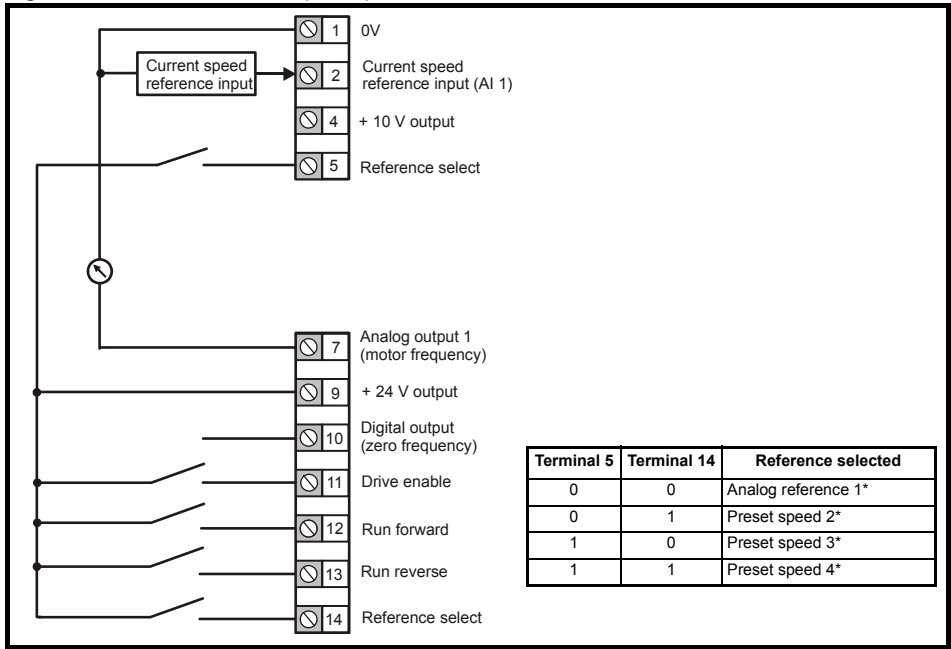 1 0V
Current speed
reference input
2 Current speed
reference input (AI 1)
4 + 10 V output
5 Reference select
7 Analog output 1
(motor frequency)
9 + 24 V output
10 Digital output
(zero frequency)
11 Drive enable
12 Run forward
13 Run reverse
14 Reference select
Terminal 5 Terminal 14 Reference selected
0 0 Analog reference 1*
0 1 Preset speed 2*
1 0 Preset speed 3*
1 1 Preset speed 4*